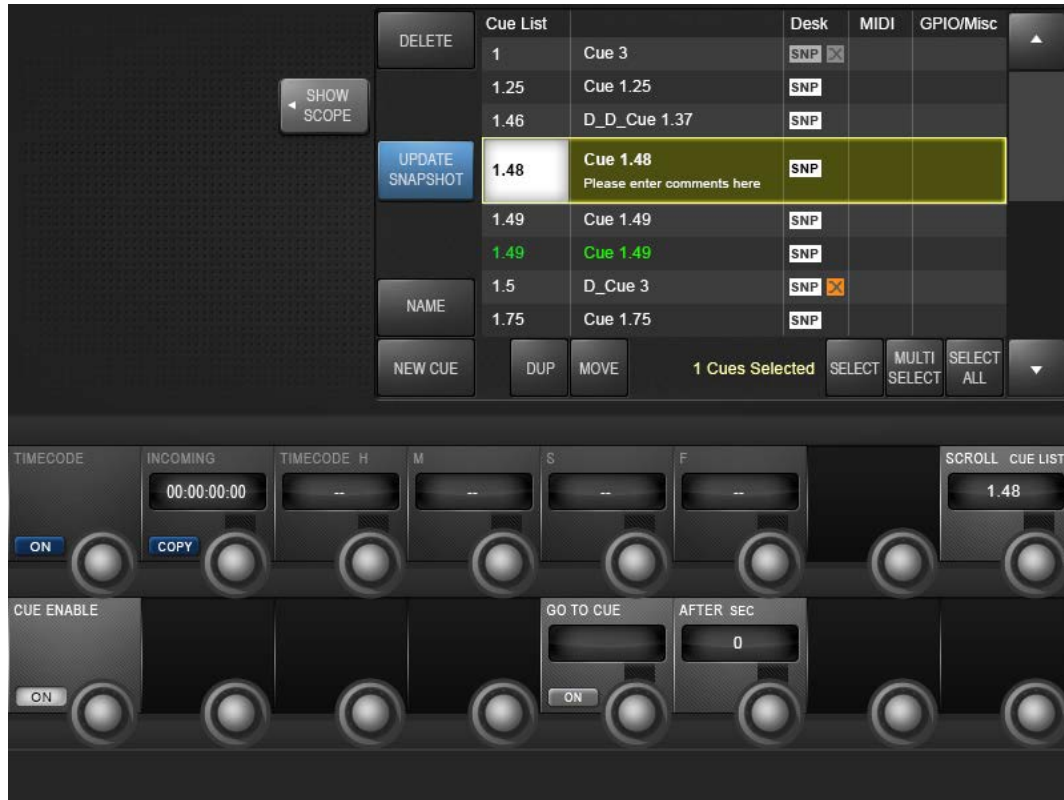 DELETE
SHOW
SCOPE
UPDATE
SNAPSHOT
NAME
NEW CUE
Cue List Desk MIDI GPIO/Misc
1 Cue 3 SNP
1.25 Cue 1.25 SNP
1.46 D_D_Cue 1.37 SNP
1.48 Cue 1.48 SNP
Please enter comments here
1.49 Cue 1.49 SNP
1.49 Cue 1.49 SNP
1.5 D_Cue 3 SNP
1.75 Cue 1.75 SNP
DUP MOVE 1 Cues Selected SELECT
MULTI
SELECT
SELECT
ALL
TIMECODE INCOMING TIMECODE H M S F SCROLL CUE LIST
00:00:00:00 -- -- -- -- 1.48
ON COPY
CUE ENABLE GO TO CUE AFTER SEC
0
ON ON